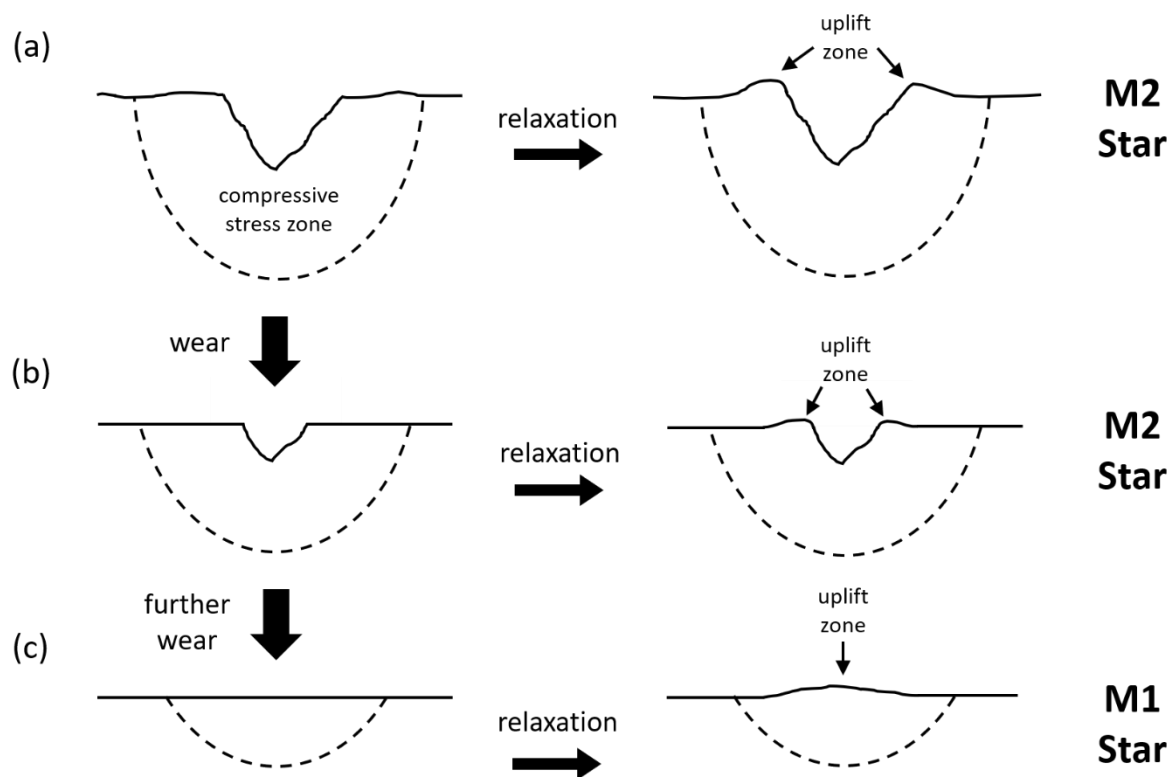 (a)
uplift
zone
relaxation
M2
Star
compressive
stress zone
wear
(b)
uplift
zone
relaxation
M2
Star
further
wear
(c)
uplift
zone
relaxation
M1
Star